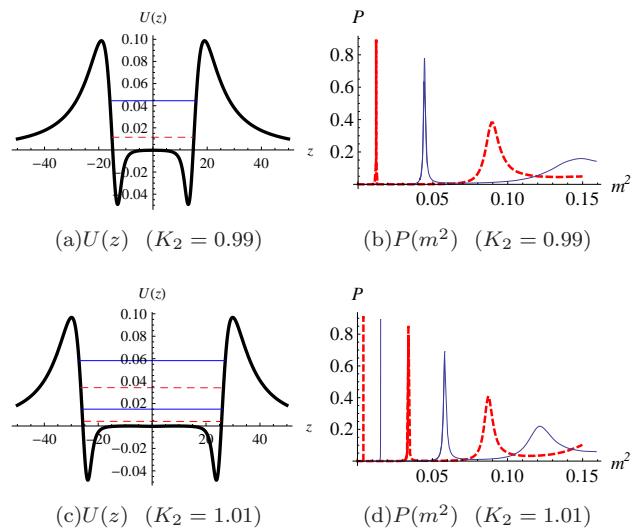 U(z)
0.10
0.08
0.06
0.04
0.02
−40 −20 20 40 z
−0.02
−0.04
P
0.8
0.6
0.4
0.2
0.05 0.10 0.15 m²
(a)U(z) (K₂ = 0.99) (b)P(m²) (K₂ = 0.99)
U(z)
0.10
0.08
0.06
0.04
0.02
−40 −20 20 40 z
−0.02
−0.04
P
0.8
0.6
0.4
0.2
0.05 0.10 0.15 m²
(c)U(z) (K₂ = 1.01) (d)P(m²) (K₂ = 1.01)